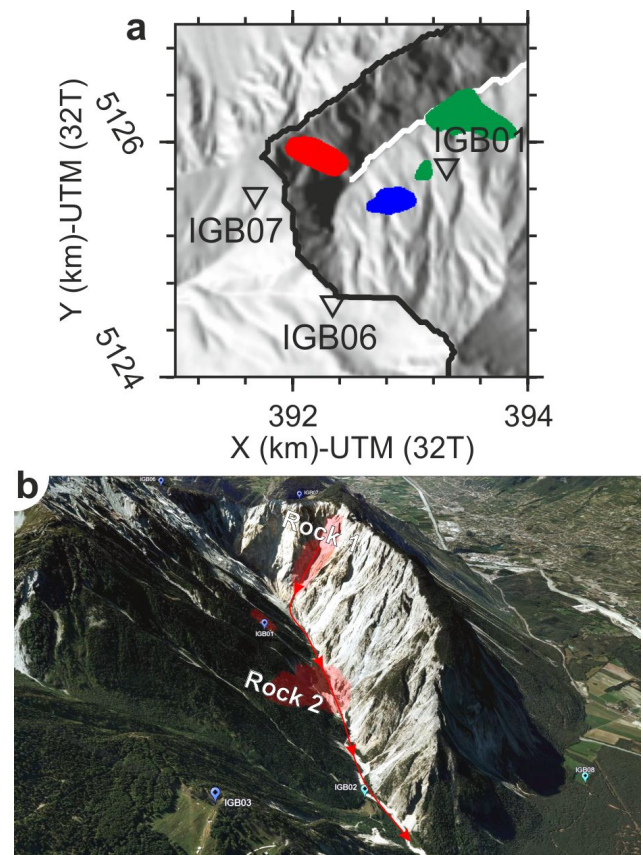 a
5126
IGB01
IGB07
Y (km)-UTM (32T)
IGB06
5124
392
394
X (km)-UTM (32T)
b
IGB06
IGB07
Rock 1
IGB01
Rock 2
IGB02
IGB08
IGB03